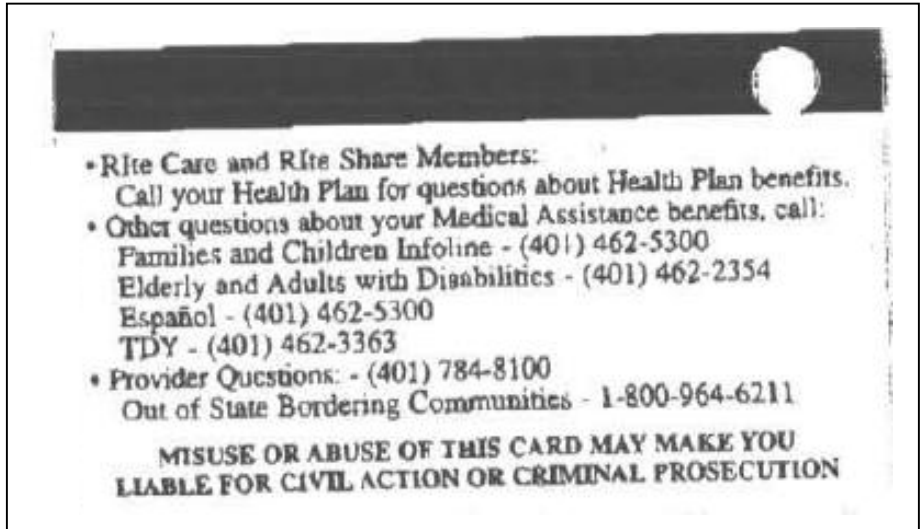 • RIte Care and RIte Share Members:
Call your Health Plan for questions about Health Plan benefits.
• Other questions about your Medical Assistance benefits, call:
Families and Children Infoline - (401) 462-5300
Elderly and Adults with Disabilities - (401) 462-2354
Español - (401) 462-5300
TDY - (401) 462-3363
• Provider Questions: - (401) 784-8100
Out of State Bordering Communities - 1-800-964-6211
MISUSE OR ABUSE OF THIS CARD MAY MAKE YOU
LIABLE FOR CIVIL ACTION OR CRIMINAL PROSECUTION